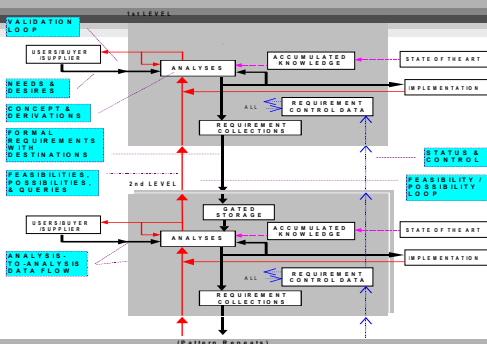 1st LEVEL
VALIDATION
LOOP
USERS/BUYER
/SUPPLIER
ANALYSES
ACCUMULATED
KNOWLEDGE
STATE OF THE ART
NEEDS &
DESIRES
IMPLEMENTATION
CONCEPT &
DERIVATIONS
ALL
REQUIREMENT
CONTROL DATA
FORMAL
REQUIREMENTS
WITH
DESTINATIONS
REQUIREMENT
COLLECTIONS
STATUS &
CONTROL
FEASIBILITIES,
POSSIBILITIES,
& QUERIES
2nd LEVEL
FEASIBILITY /
POSSIBILITY
LOOP
GATED
STORAGE
USERS/BUYER
/SUPPLIER
ANALYSES
ACCUMULATED
KNOWLEDGE
STATE OF THE ART
ANALYSIS-
TO-ANALYSIS
DATA FLOW
IMPLEMENTATION
ALL
REQUIREMENT
CONTROL DATA
REQUIREMENT
COLLECTIONS
(Pattern Repeats)